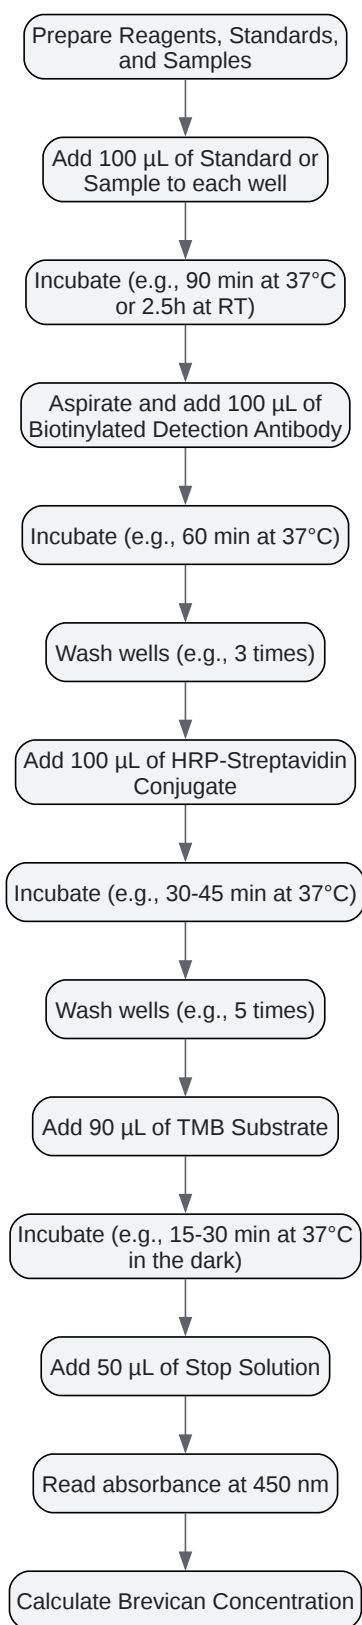 Prepare Reagents, Standards,
and Samples
Add 100 µL of Standard or
Sample to each well
Incubate (e.g., 90 min at 37°C
or 2.5h at RT)
Aspirate and add 100 µL of
Biotinylated Detection Antibody
Incubate (e.g., 60 min at 37°C)
Wash wells (e.g., 3 times)
Add 100 µL of HRP-Streptavidin
Conjugate
Incubate (e.g., 30-45 min at 37°C)
Wash wells (e.g., 5 times)
Add 90 µL of TMB Substrate
Incubate (e.g., 15-30 min at 37°C
in the dark)
Add 50 µL of Stop Solution
Read absorbance at 450 nm
Calculate Brevican Concentration